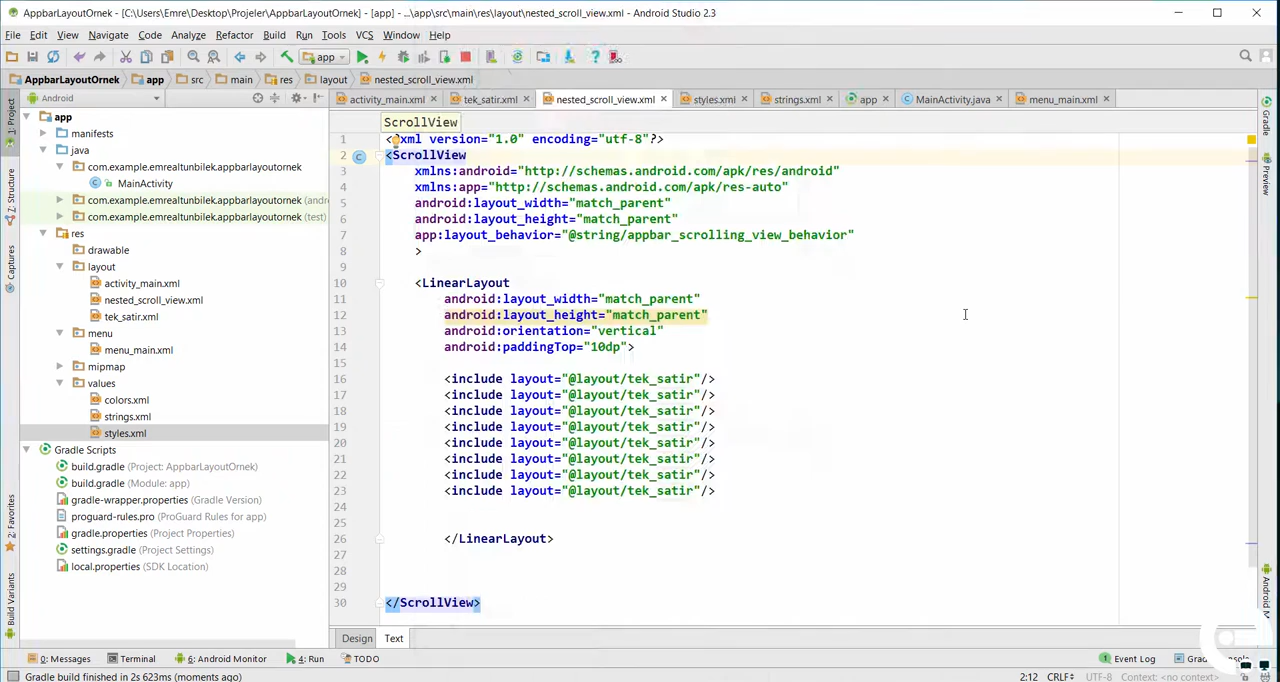 AppbarLayoutOrnek - [C:\Users\Emre\Desktop\Projeler\AppbarLayoutOrnek] - [app] - ...\app\src\main\res\layout\nested_scroll_view.xml - Android Studio 2.3
File Edit View Navigate Code Analyze Refactor Build Run Tools VCS Window Help
app
AppbarLayoutOrnek app src main res layout nested_scroll_view.xml
Android
activity_main.xml tek_satir.xml nested_scroll_view.xml styles.xml strings.xml app MainActivity.java menu_main.xml
1: Project
Z: Structure
Captures
2: Favorites
Build Variants
app
manifests
java
com.example.emrealtunbilek.appbarlayoutornek
MainActivity
com.example.emrealtunbilek.appbarlayoutornek (andro
com.example.emrealtunbilek.appbarlayoutornek (test)
res
drawable
layout
activity_main.xml
nested_scroll_view.xml
tek_satir.xml
menu
menu_main.xml
mipmap
values
colors.xml
strings.xml
styles.xml
Gradle Scripts
build.gradle (Project: AppbarLayoutOrnek)
build.gradle (Module: app)
gradle-wrapper.properties (Gradle Version)
proguard-rules.pro (ProGuard Rules for app)
gradle.properties (Project Properties)
settings.gradle (Project Settings)
local.properties (SDK Location)
ScrollView
1 <?xml version="1.0" encoding="utf-8"?>
2 <ScrollView
3 xmlns:android="http://schemas.android.com/apk/res/android"
4 xmlns:app="http://schemas.android.com/apk/res-auto"
5 android:layout_width="match_parent"
6 android:layout_height="match_parent"
7 app:layout_behavior="@string/appbar_scrolling_view_behavior"
8 >
9
10 <LinearLayout
11 android:layout_width="match_parent"
12 android:layout_height="match_parent"
13 android:orientation="vertical"
14 android:paddingTop="10dp">
15
16 <include layout="@layout/tek_satir"/>
17 <include layout="@layout/tek_satir"/>
18 <include layout="@layout/tek_satir"/>
19 <include layout="@layout/tek_satir"/>
20 <include layout="@layout/tek_satir"/>
21 <include layout="@layout/tek_satir"/>
22 <include layout="@layout/tek_satir"/>
23 <include layout="@layout/tek_satir"/>
24
25
26 </LinearLayout>
27
28
29
30 </ScrollView>
Gradle
Preview
Android M
Design Text
0: Messages Terminal 6: Android Monitor 4: Run TODO Event Log
Gradle build finished in 2s 623ms (moments ago) 2:12 CRLF UTF-8 Context: <no context>